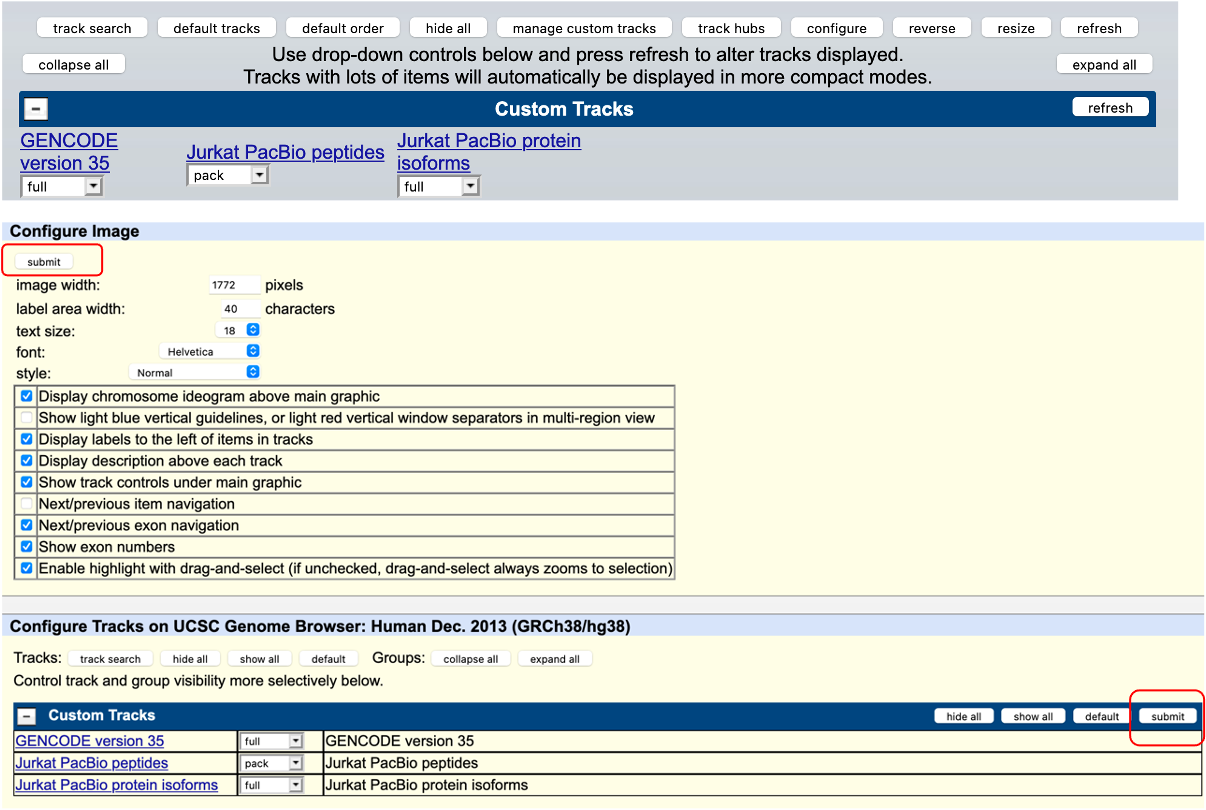 track search default tracks default order hide all manage custom tracks track hubs configure reverse resize refresh
collapse all
Use drop-down controls below and press refresh to alter tracks displayed.
Tracks with lots of items will automatically be displayed in more compact modes.
expand all
− Custom Tracks refresh
GENCODE
version 35
full
Jurkat PacBio peptides
pack
Jurkat PacBio protein
isoforms
full
Configure Image
submit
image width: 1772 pixels
label area width: 40 characters
text size: 18
font: Helvetica
style: Normal
Display chromosome ideogram above main graphic
Show light blue vertical guidelines, or light red vertical window separators in multi-region view
Display labels to the left of items in tracks
Display description above each track
Show track controls under main graphic
Next/previous item navigation
Next/previous exon navigation
Show exon numbers
Enable highlight with drag-and-select (if unchecked, drag-and-select always zooms to selection)
Configure Tracks on UCSC Genome Browser: Human Dec. 2013 (GRCh38/hg38)
Tracks: track search hide all show all default Groups: collapse all expand all
Control track and group visibility more selectively below.
− Custom Tracks hide all show all default submit
GENCODE version 35 full GENCODE version 35
Jurkat PacBio peptides pack Jurkat PacBio peptides
Jurkat PacBio protein isoforms full Jurkat PacBio protein isoforms